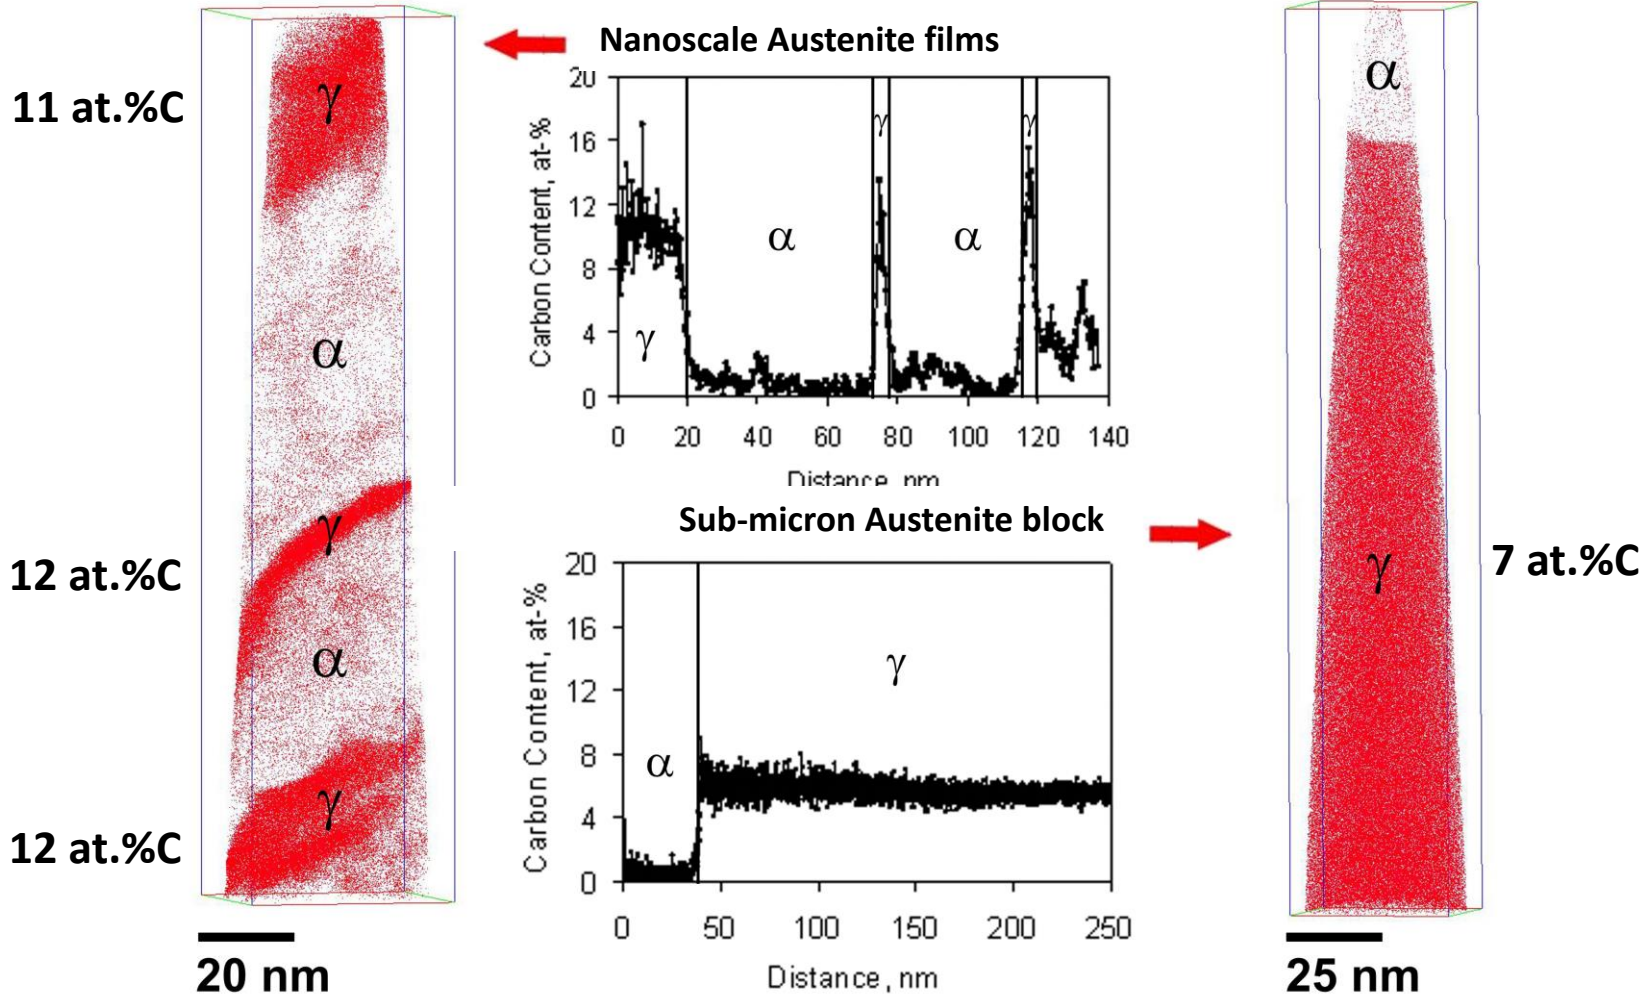 Nanoscale Austenite films
11 at.%C
γ
α
γ
12 at.%C
α
γ
12 at.%C
20 nm
Carbon Content, at-%
20
16
12
8
4
0
γ
α
γ
α
γ
0 20 40 60 80 100 120 140
Distance, nm
Sub-micron Austenite block
Carbon Content, at-%
20
16
12
8
4
0
α
γ
0 50 100 150 200 250
Distance, nm
α
γ
7 at.%C
25 nm